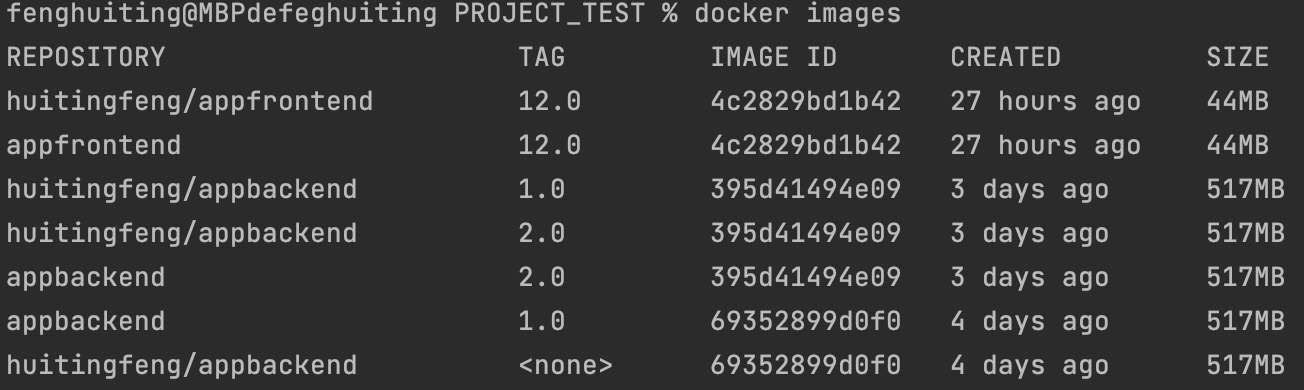 fenghuiting@MBPdefeghuiting PROJECT_TEST % docker images
REPOSITORY TAG IMAGE ID CREATED SIZE
huitingfeng/appfrontend 12.0 4c2829bd1b42 27 hours ago 44MB
appfrontend 12.0 4c2829bd1b42 27 hours ago 44MB
huitingfeng/appbackend 1.0 395d41494e09 3 days ago 517MB
huitingfeng/appbackend 2.0 395d41494e09 3 days ago 517MB
appbackend 2.0 395d41494e09 3 days ago 517MB
appbackend 1.0 69352899d0f0 4 days ago 517MB
huitingfeng/appbackend <none> 69352899d0f0 4 days ago 517MB